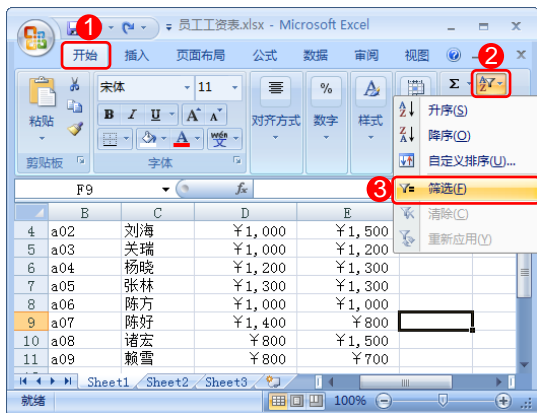 员工工资表.xlsx - Microsoft Excel
1
开始 插入 页面布局 公式 数据 审阅 视图
2
宋体 11 % A Σ
B I U A A
粘贴 A wén 变 对齐方式 数字 样式
剪贴板 字体
升序(S)
降序(O)
自定义排序(U)...
3 筛选(F)
清除(C)
重新应用(Y)
F9 fx
B C D E
4 a02 刘海 ￥1,000 ￥1,500
5 a03 关瑞 ￥1,000 ￥1,200
6 a04 杨晓 ￥1,200 ￥1,300
7 a05 张林 ￥1,300 ￥1,300
8 a06 陈方 ￥1,000 ￥1,000
9 a07 陈好 ￥1,400 ￥800
10 a08 诸宏 ￥800 ￥1,500
11 a09 赖雪 ￥800 ￥700
Sheet1 Sheet2 Sheet3
就绪 100%